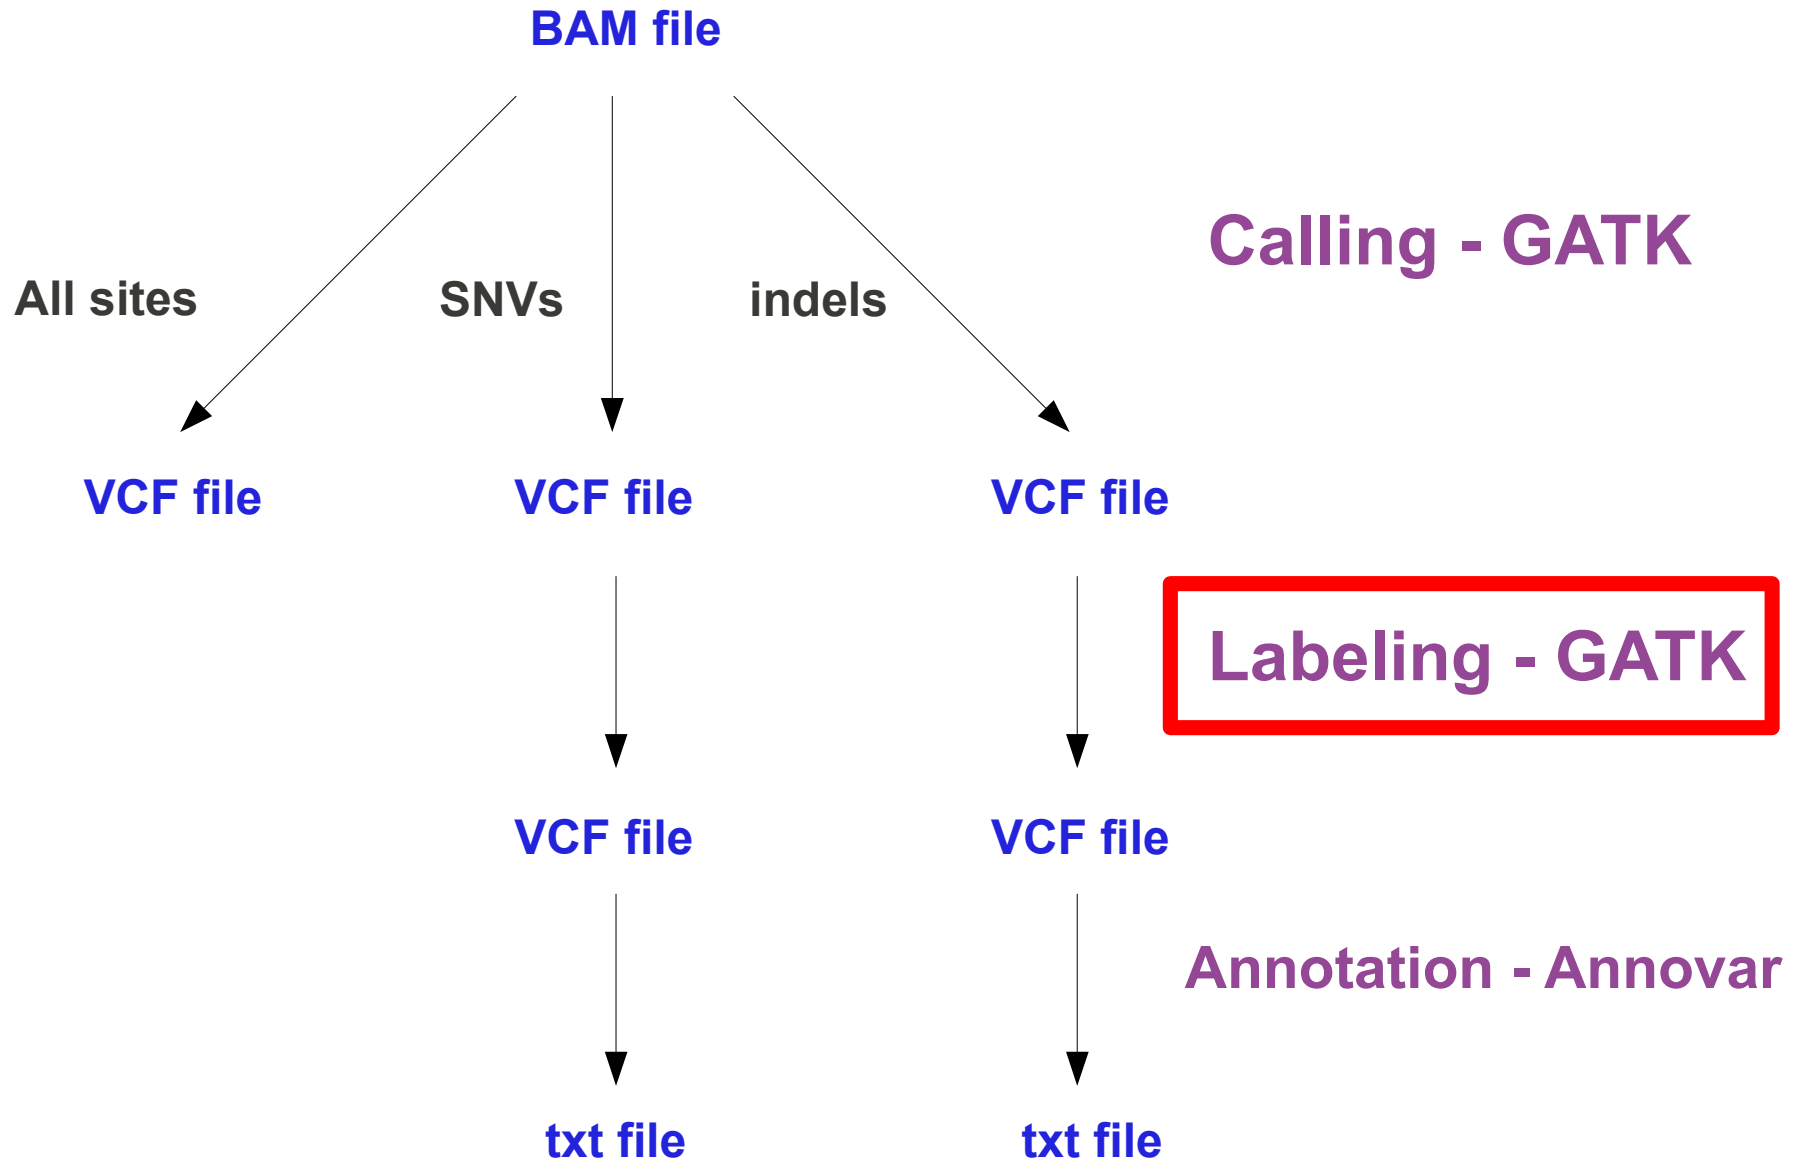 BAM file
Calling - GATK
All sites
SNVs
indels
VCF file
VCF file
VCF file
Labeling - GATK
VCF file
VCF file
Annotation - Annovar
txt file
txt file